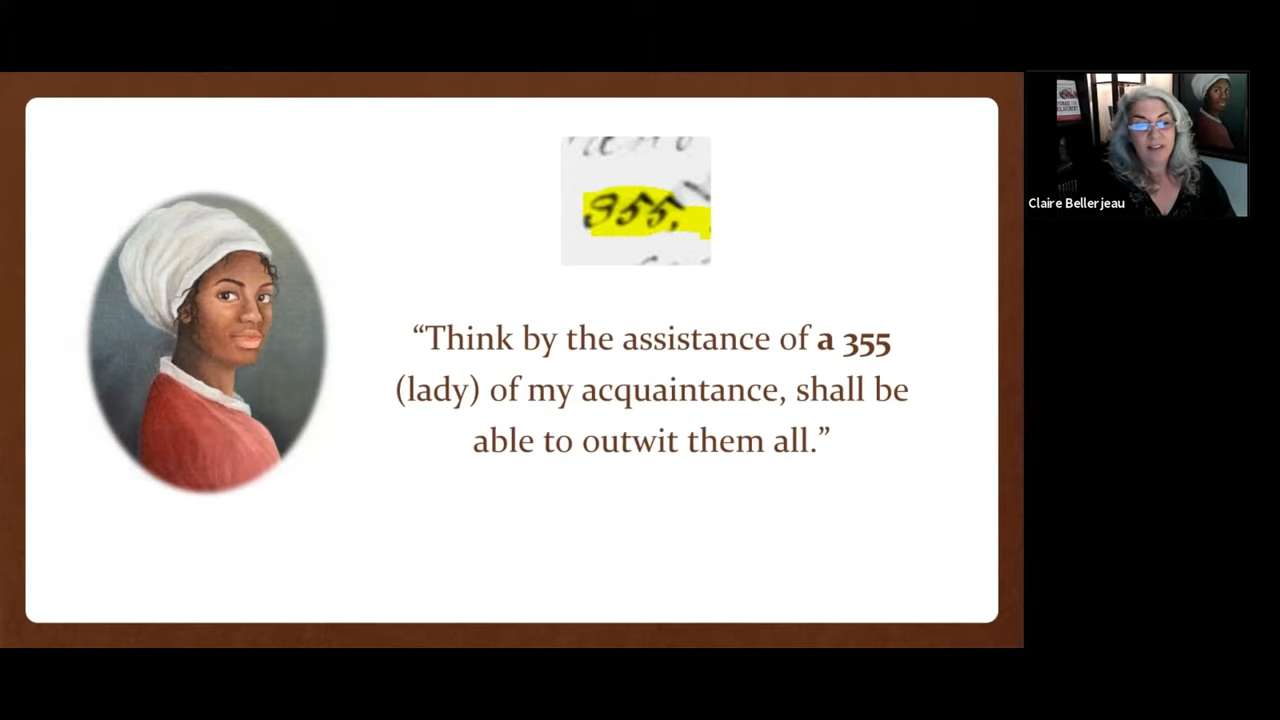 355,
“Think by the assistance of a 355
(lady) of my acquaintance, shall be
able to outwit them all.”
Claire Bellerjeau